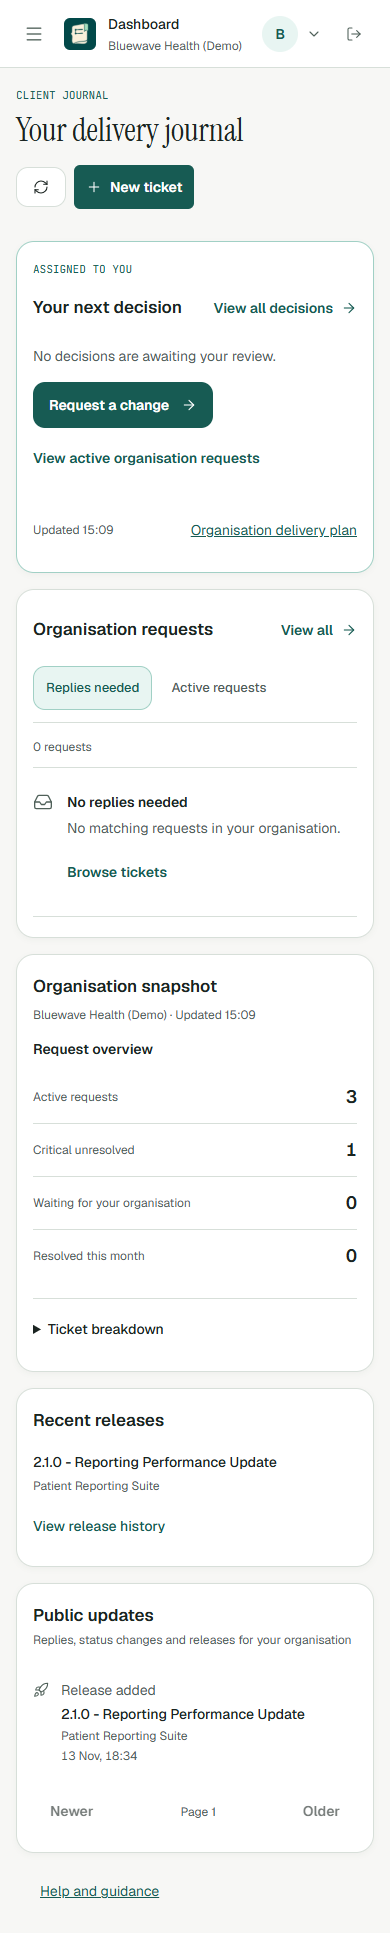 Dashboard
Bluewave Health (Demo)
B
CLIENT JOURNAL
Your delivery journal
New ticket
ASSIGNED TO YOU
Your next decision
View all decisions
No decisions are awaiting your review.
Request a change
View active organisation requests
Updated 15:09
Organisation delivery plan
Organisation requests
View all
Replies needed
Active requests
0 requests
No replies needed
No matching requests in your organisation.
Browse tickets
Organisation snapshot
Bluewave Health (Demo) · Updated 15:09
Request overview
Active requests 3
Critical unresolved 1
Waiting for your organisation 0
Resolved this month 0
Ticket breakdown
Recent releases
2.1.0 - Reporting Performance Update
Patient Reporting Suite
View release history
Public updates
Replies, status changes and releases for your organisation
Release added
2.1.0 - Reporting Performance Update
Patient Reporting Suite
13 Nov, 18:34
Newer
Page 1
Older
Help and guidance